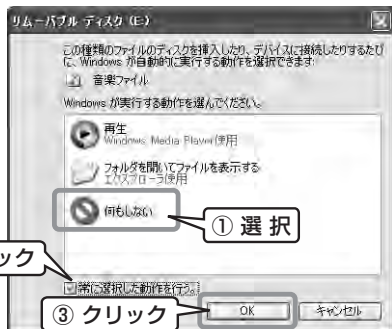 リムーバブル ディスク (E:)
この種類のファイルのディスクを挿入したり、デバイスに接続したりするたび
に、Windows が自動的に実行する動作を選択できます:
音楽ファイル
Windows が実行する動作を選んでください。
再生
Windows Media Player 使用
フォルダを開いてファイルを表示する
エクスプローラ使用
何もしない
① 選 択
ック
常に選択した動作を行う。
③ クリック
OK
キャンセル